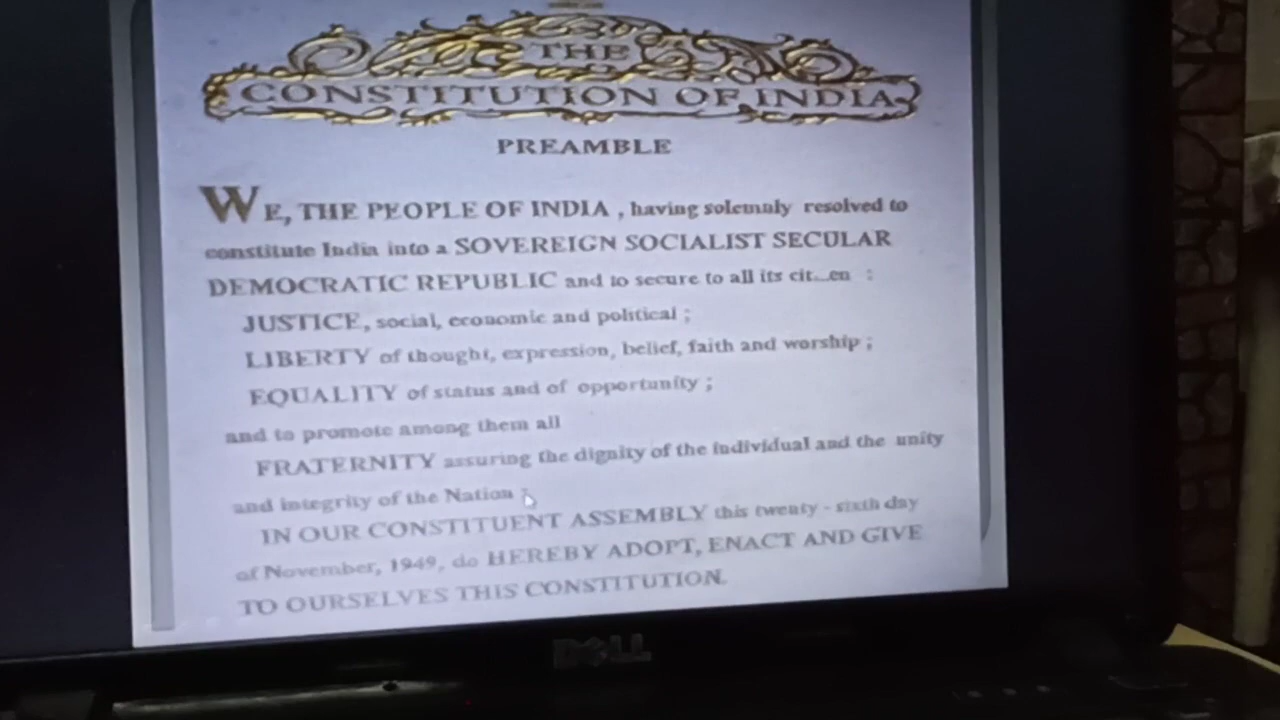 THE
CONSTITUTION OF INDIA
PREAMBLE
WE, THE PEOPLE OF INDIA , having solemnly resolved to
constitute India into a SOVEREIGN SOCIALIST SECULAR
DEMOCRATIC REPUBLIC and to secure to all its cit...en :
JUSTICE, social, economic and political ;
LIBERTY of thought, expression, belief, faith and worship ;
EQUALITY of status and of opportunity ;
and to promote among them all
FRATERNITY assuring the dignity of the individual and the unity
and integrity of the Nation ;
IN OUR CONSTITUENT ASSEMBLY this twenty - sixth day
of November, 1949, do HEREBY ADOPT, ENACT AND GIVE
TO OURSELVES THIS CONSTITUTION.
DELL